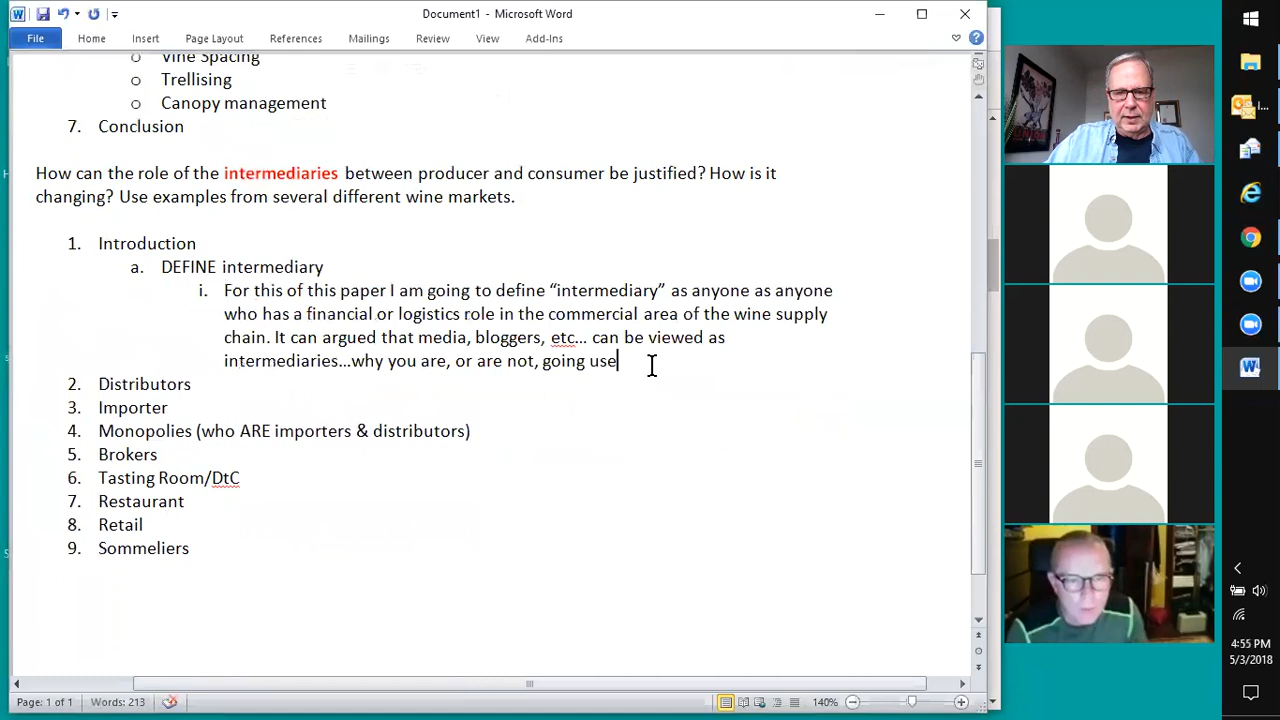 Document1 - Microsoft Word
File Home Insert Page Layout References Mailings Review View Add-Ins
o Vine Spacing
o Trellising
o Canopy management
7. Conclusion
How can the role of the intermediaries between producer and consumer be justified? How is it
changing? Use examples from several different wine markets.
1. Introduction
a. DEFINE intermediary
i. For this of this paper I am going to define “intermediary” as anyone as anyone
who has a financial or logistics role in the commercial area of the wine supply
chain. It can argued that media, bloggers, etc... can be viewed as
intermediaries...why you are, or are not, going use
2. Distributors
3. Importer
4. Monopolies (who ARE importers & distributors)
5. Brokers
6. Tasting Room/DtC
7. Restaurant
8. Retail
9. Sommeliers
Page: 1 of 1 Words: 213 140%
4:55 PM
5/3/2018